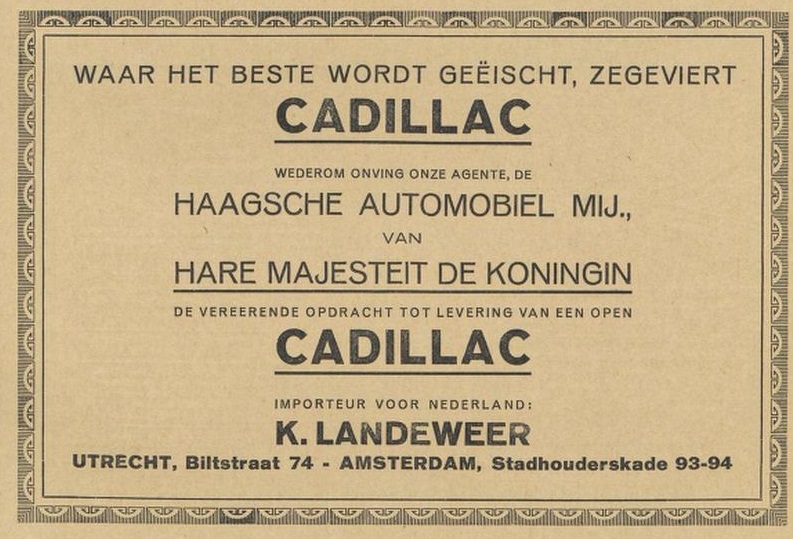 WAAR HET BESTE WORDT GEËISCHT, ZEGEVIERT
CADILLAC
WEDEROM ONVING ONZE AGENTE, DE
HAAGSCHE AUTOMOBIEL MIJ.,
VAN
HARE MAJESTEIT DE KONINGIN
DE VEREERENDE OPDRACHT TOT LEVERING VAN EEN OPEN
CADILLAC
IMPORTEUR VOOR NEDERLAND:
K. LANDEWEER
UTRECHT, Biltstraat 74 - AMSTERDAM, Stadhouderskade 93-94